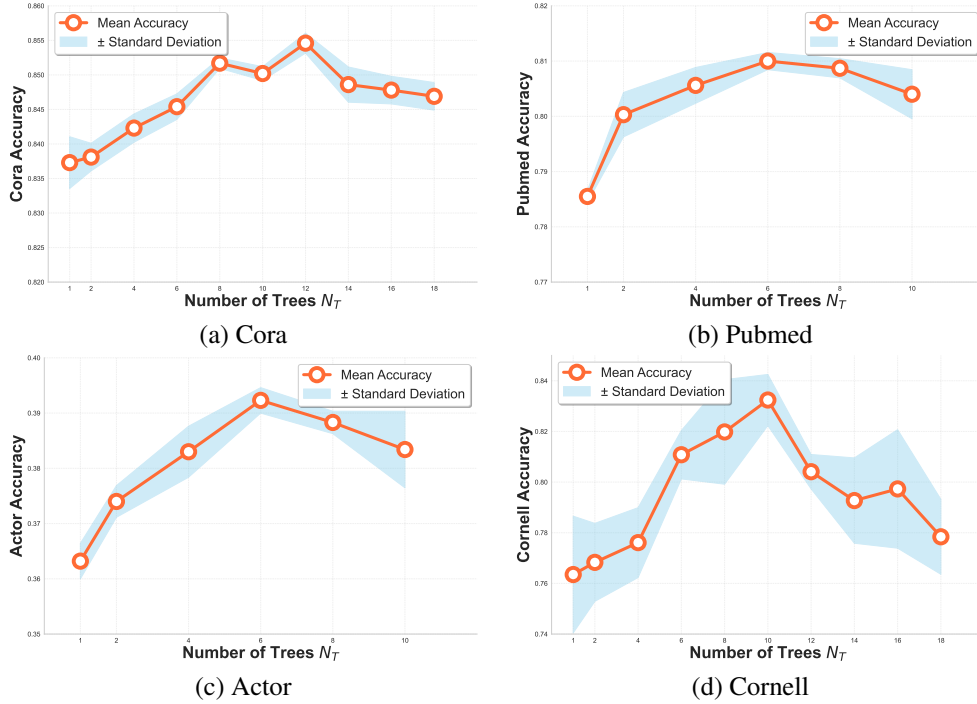 Mean Accuracy
± Standard Deviation
0.860
0.855
0.850
0.845
0.840
0.835
0.830
0.825
0.820
Cora Accuracy
1 2 4 6 8 10 12 14 16 18
Number of Trees N_T
(a) Cora
Mean Accuracy
± Standard Deviation
0.82
0.81
0.80
0.79
0.78
0.77
Pubmed Accuracy
1 2 4 6 8 10
Number of Trees N_T
(b) Pubmed
Mean Accuracy
± Standard Deviation
0.40
0.39
0.38
0.37
0.36
0.35
Actor Accuracy
1 2 4 6 8 10
Number of Trees N_T
(c) Actor
Mean Accuracy
± Standard Deviation
0.84
0.82
0.80
0.78
0.76
0.74
Cornell Accuracy
1 2 4 6 8 10 12 14 16 18
Number of Trees N_T
(d) Cornell